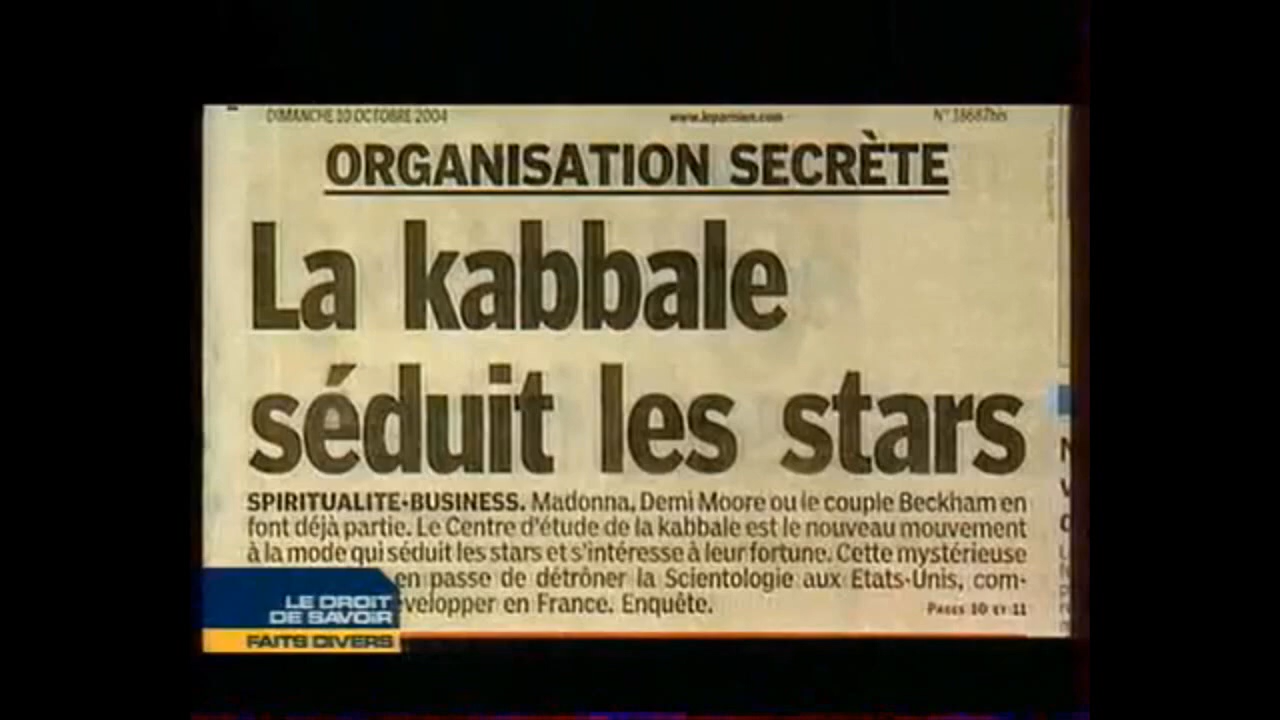 DIMANCHE 10 OCTOBRE 2004 www.leparisien.com N° 18687bis
ORGANISATION SECRÈTE
La kabbale
séduit les stars
SPIRITUALITE-BUSINESS. Madonna, Demi Moore ou le couple Beckham en
font déjà partie. Le Centre d'étude de la kabbale est le nouveau mouvement
à la mode qui séduit les stars et s'intéresse à leur fortune. Cette mystérieuse
en passe de détrôner la Scientologie aux Etats-Unis, com-
velopper en France. Enquête. PAGES 10 ET 11
LE DROIT
DE SAVOIR
FAITS DIVERS